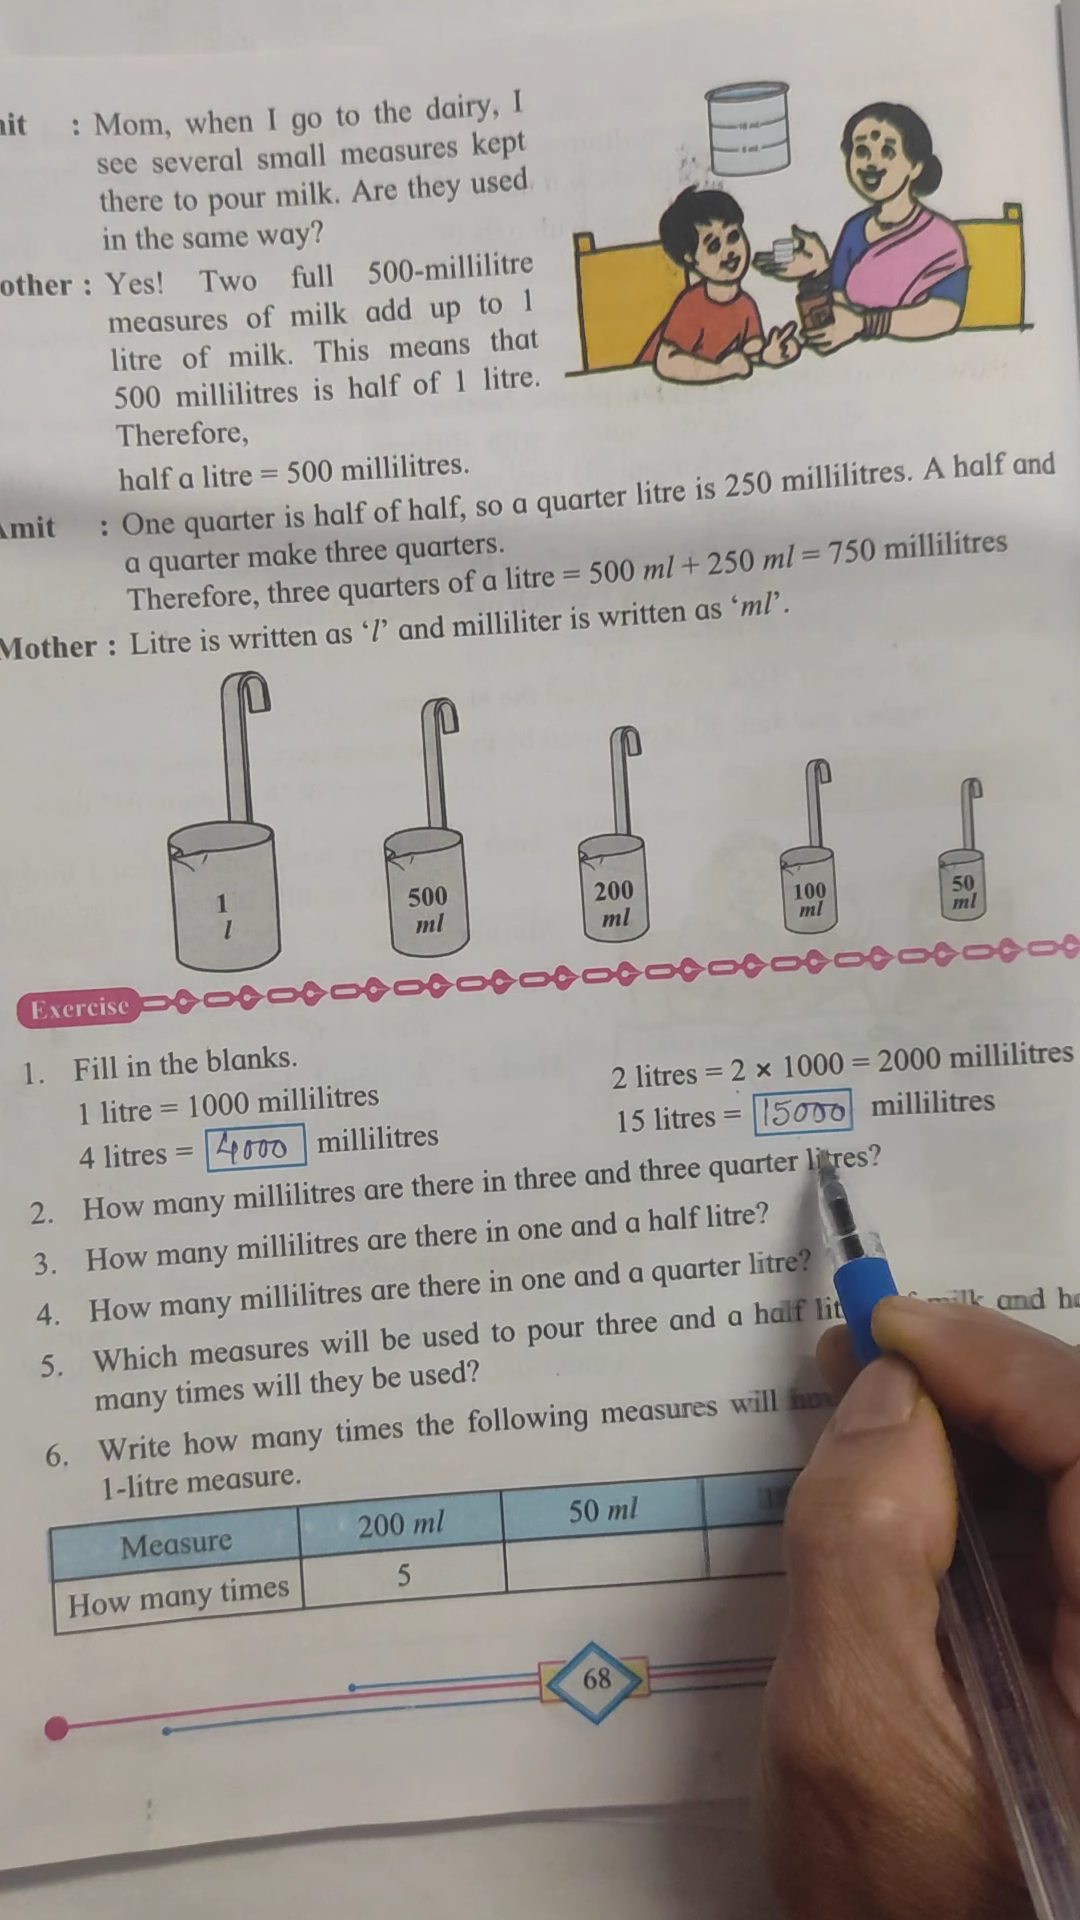 : Mom, when I go to the dairy, I
see several small measures kept
there to pour milk. Are they used
in the same way?
: Yes! Two full 500-millilitre
measures of milk add up to 1
litre of milk. This means that
500 millilitres is half of 1 litre.
Therefore,
half a litre = 500 millilitres.
: One quarter is half of half, so a quarter litre is 250 millilitres. A half and
a quarter make three quarters.
Therefore, three quarters of a litre = 500 ml + 250 ml = 750 millilitres
Mother : Litre is written as ‘l’ and milliliter is written as ‘ml’.
1
l
500
ml
200
ml
100
ml
50
ml
Exercise
1. Fill in the blanks.
1 litre = 1000 millilitres
2 litres = 2 × 1000 = 2000 millilitres
4 litres = 4000 millilitres
15 litres = 15000 millilitres
2. How many millilitres are there in three and three quarter litres?
3. How many millilitres are there in one and a half litre?
4. How many millilitres are there in one and a quarter litre?
5. Which measures will be used to pour three and a half milk and
many times will they be used?
6. Write how many times the following measures will
1-litre measure.
Measure 200 ml 50 ml
How many times 5
68